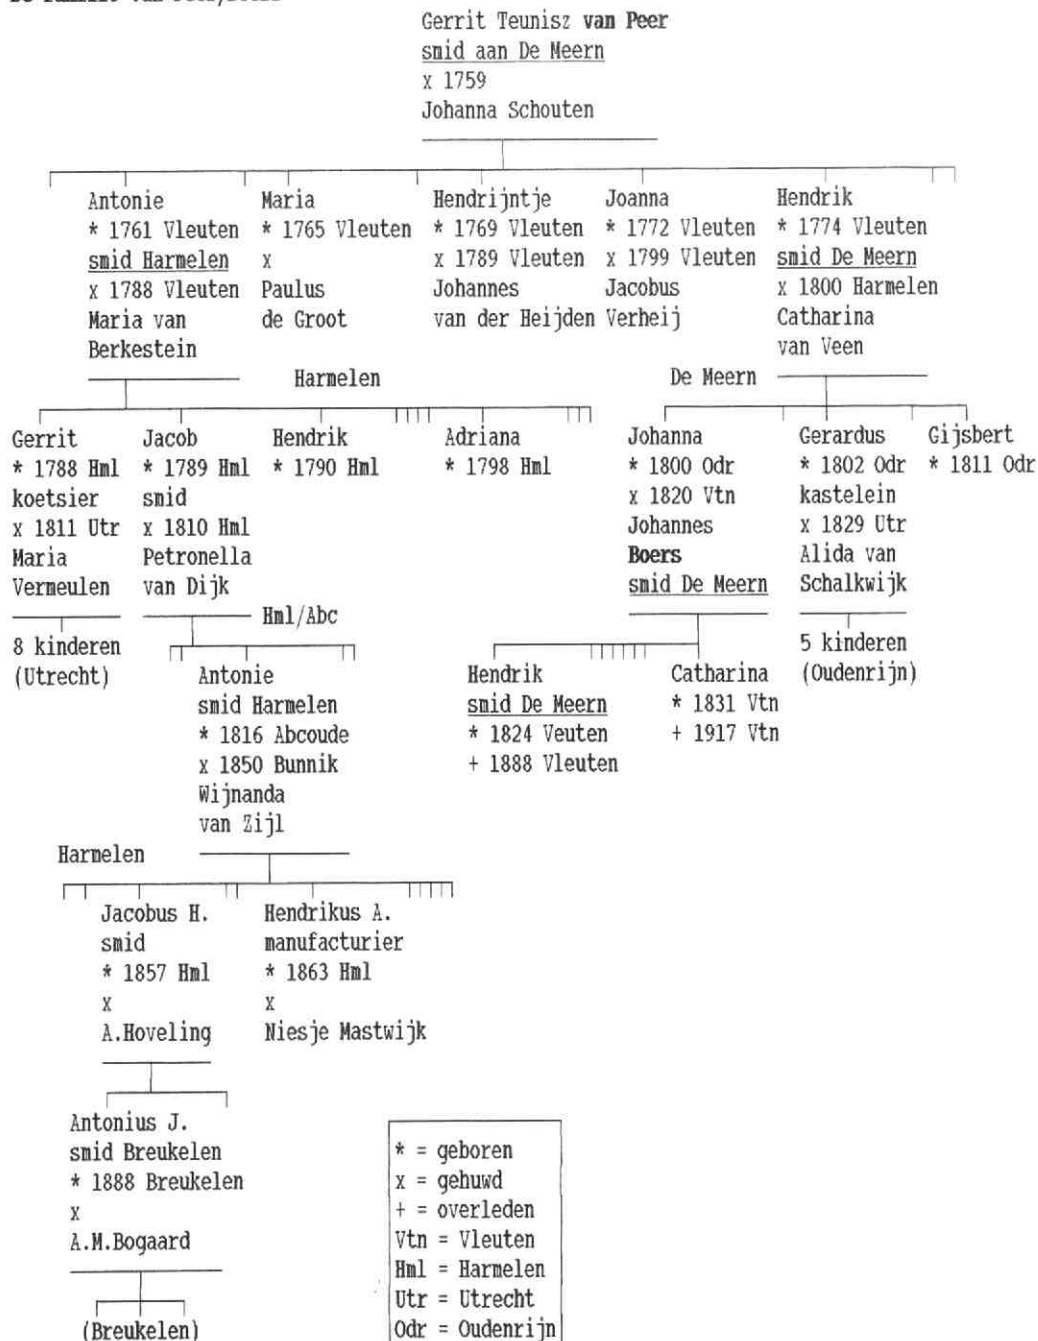 Gerrit Teunisz van Peer
smid aan De Meern
x 1759
Johanna Schouten
Antonie
* 1761 Vleuten
smid Harmelen
x 1788 Vleuten
Maria van
Berkestein
Maria
* 1765 Vleuten
x
Paulus
de Groot
Hendrijntje
* 1769 Vleuten
x 1789 Vleuten
Johannes
van der Heijden
Joanna
* 1772 Vleuten
x 1799 Vleuten
Jacobus
Verheij
Hendrik
* 1774 Vleuten
smid De Meern
x 1800 Harmelen
Catharina
van Veen
Harmelen
De Meern
Gerrit
* 1788 Hml
koetsier
x 1811 Utr
Maria
Vermeulen
Jacob
* 1789 Hml
smid
x 1810 Hml
Petronella
van Dijk
Hendrik
* 1790 Hml
Adriana
* 1798 Hml
Johanna
* 1800 Odr
x 1820 Vtn
Johannes
Boers
smid De Meern
Gerardus
* 1802 Odr
kastelein
x 1829 Utr
Alida van
Schalkwijk
Gijsbert
* 1811 Odr
8 kinderen
(Utrecht)
Hml/Abc
5 kinderen
(Oudenrijn)
Antonie
smid Harmelen
* 1816 Abcoude
x 1850 Bunnik
Wijnanda
van Zijl
Hendrik
smid De Meern
* 1824 Veuten
+ 1888 Vleuten
Catharina
* 1831 Vtn
+ 1917 Vtn
Harmelen
Jacobus H.
smid
* 1857 Hml
x
A.Hoveling
Hendrikus A.
manufacturier
* 1863 Hml
x
Niesje Mastwijk
Antonius J.
smid Breukelen
* 1888 Breukelen
x
A.M.Bogaard
(Breukelen)
* = geboren
x = gehuwd
+ = overleden
Vtn = Vleuten
Hml = Harmelen
Utr = Utrecht
Odr = Oudenrijn